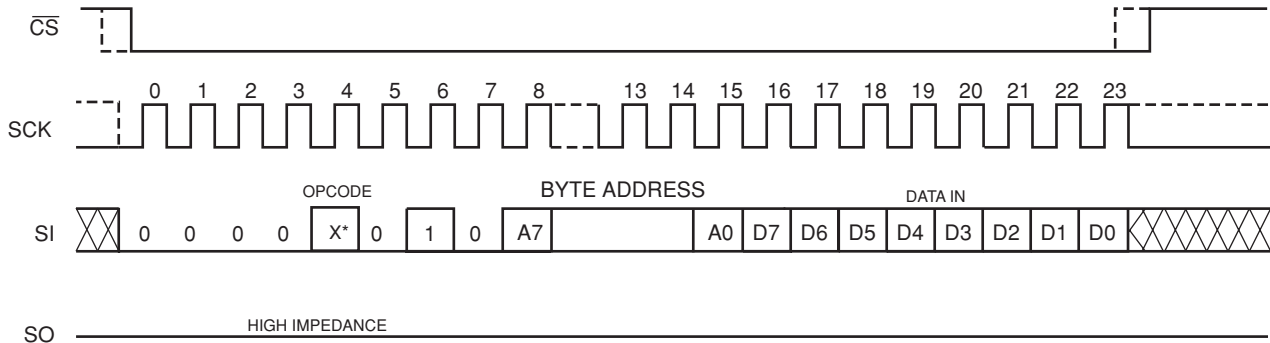 CS
0 1 2 3 4 5 6 7 8 13 14 15 16 17 18 19 20 21 22 23
SCK
OPCODE BYTE ADDRESS DATA IN
SI 0 0 0 0 X* 0 1 0 A7 A0 D7 D6 D5 D4 D3 D2 D1 D0
HIGH IMPEDANCE
SO